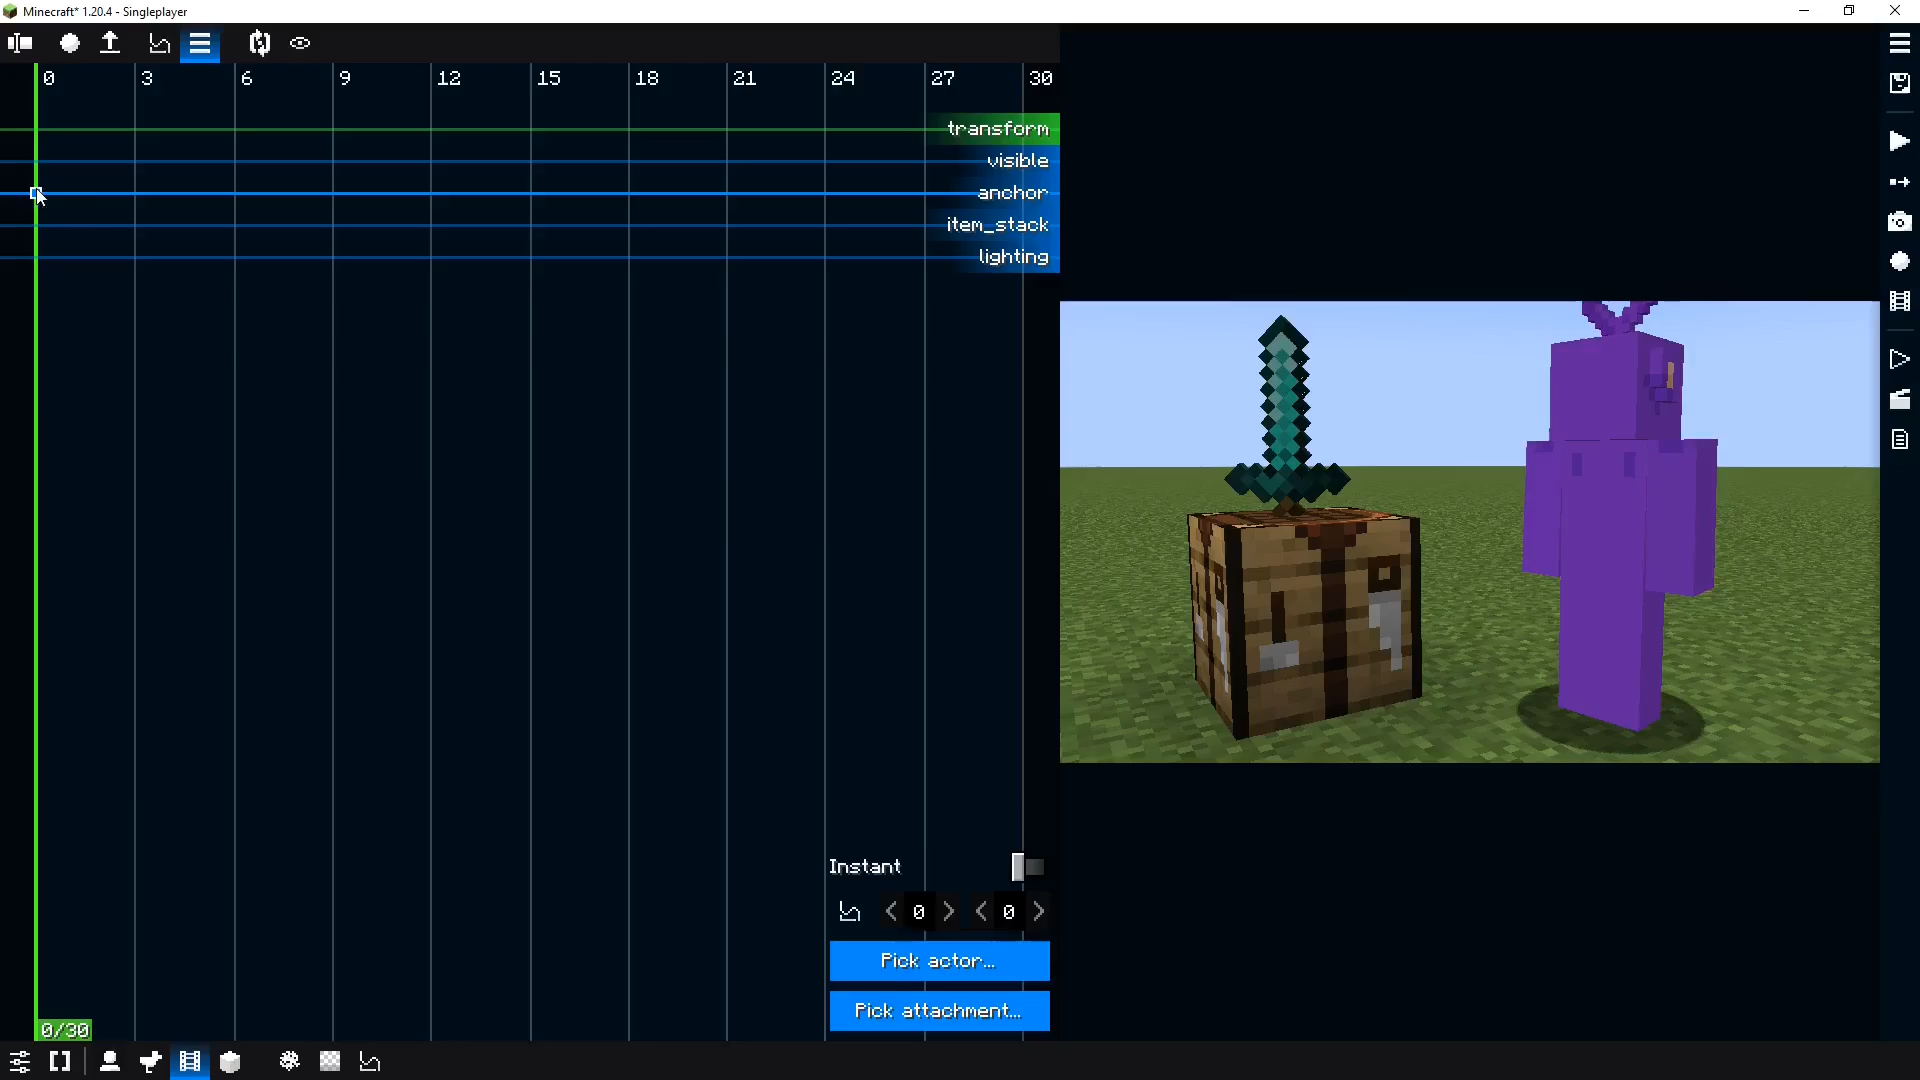 Minecraft* 1.20.4 - Singleplayer
0 3 6 9 12 15 18 21 24 27 30
transform
visible
anchor
item_stack
lighting
Instant
0 0
Pick actor...
Pick attachment...
0/30